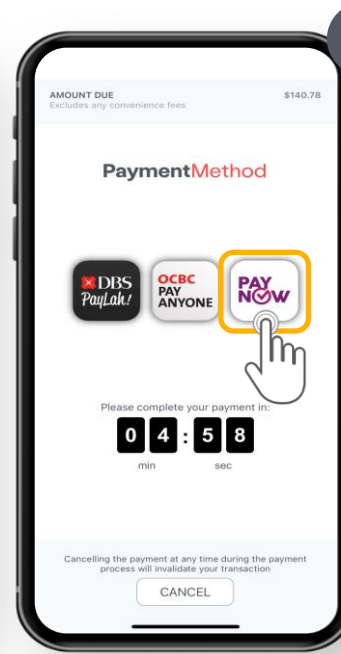 AMOUNT DUE $140.78
Excludes any convenience fees
PaymentMethod
DBS
PayLah!
OCBC
PAY
ANYONE
PAY
NOW
Please complete your payment in:
0 4 : 5 8
min sec
Cancelling the payment at any time during the payment
process will invalidate your transaction
CANCEL